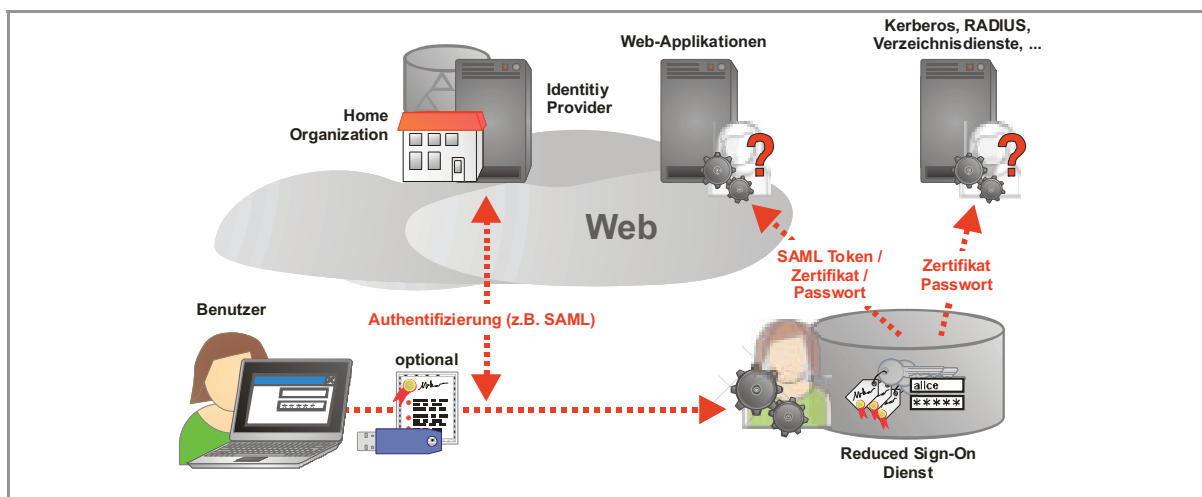 Kerberos, RADIUS,
Verzeichnisdienste, ...
Web-Applikationen
Identitiy
Provider
Home
Organization
Web
SAML Token /
Zertifikat /
Passwort
Zertifikat
Passwort
Benutzer
Authentifizierung (z.B. SAML)
optional
alice
*****
Reduced Sign-On
Dienst